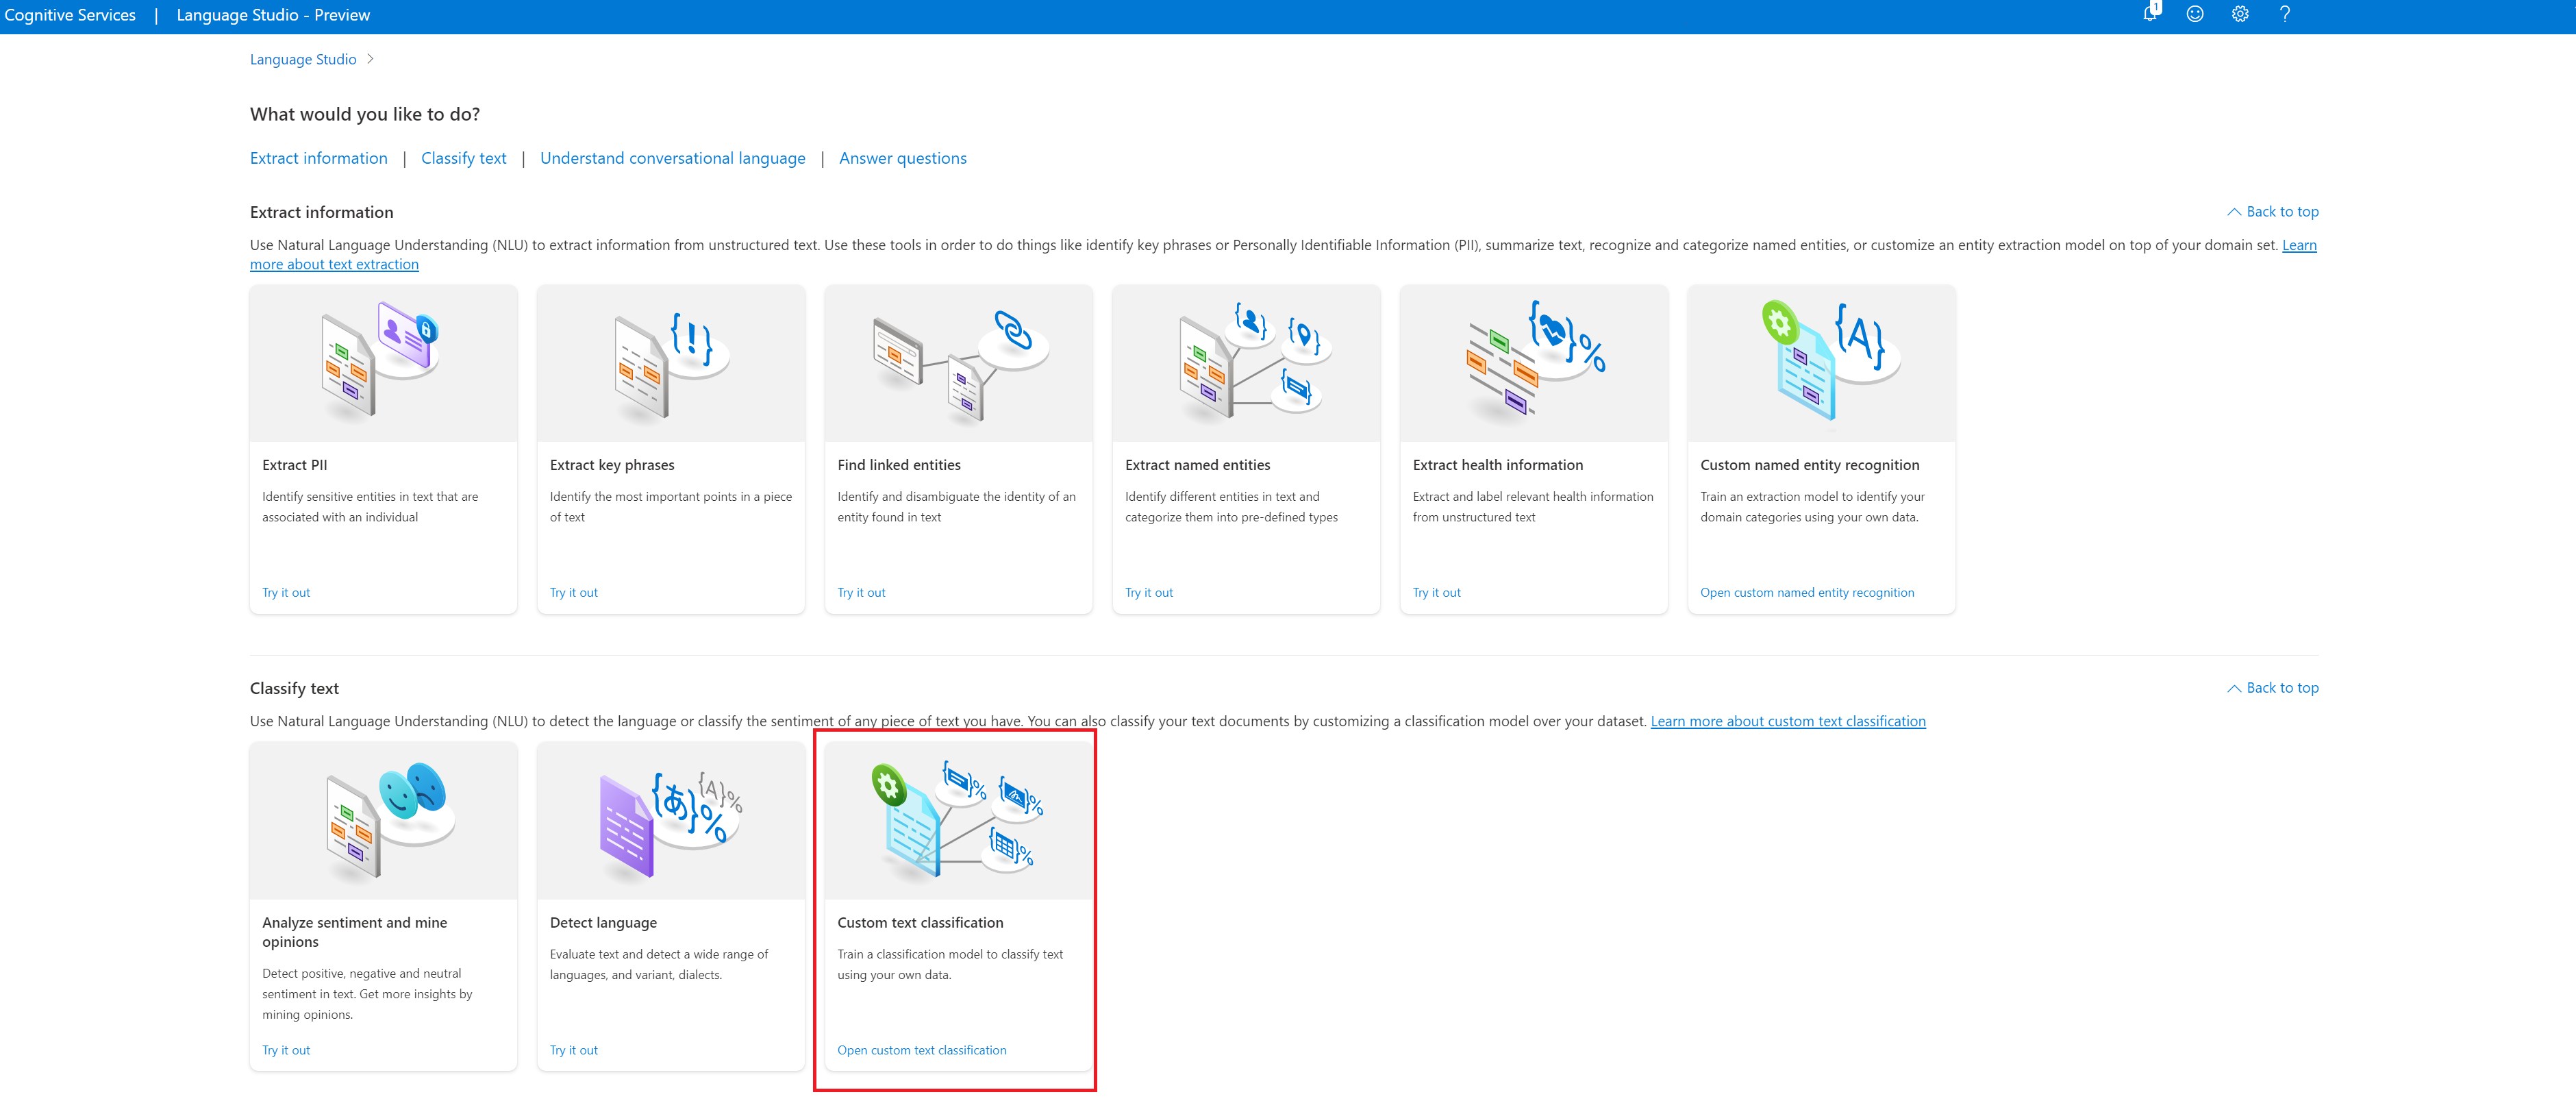 Cognitive Services | Language Studio - Preview
1
Language Studio
What would you like to do?
Extract information | Classify text | Understand conversational language | Answer questions
Extract information
Back to top
Use Natural Language Understanding (NLU) to extract information from unstructured text. Use these tools in order to do things like identify key phrases or Personally Identifiable Information (PII), summarize text, recognize and categorize named entities, or customize an entity extraction model on top of your domain set. Learn
more about text extraction
{!}
{A}
%
Extract PII
Identify sensitive entities in text that are
associated with an individual
Try it out
Extract key phrases
Identify the most important points in a piece
of text
Try it out
Find linked entities
Identify and disambiguate the identity of an
entity found in text
Try it out
Extract named entities
Identify different entities in text and
categorize them into pre-defined types
Try it out
Extract health information
Extract and label relevant health information
from unstructured text
Try it out
Custom named entity recognition
Train an extraction model to identify your
domain categories using your own data.
Open custom named entity recognition
Classify text
Back to top
Use Natural Language Understanding (NLU) to detect the language or classify the sentiment of any piece of text you have. You can also classify your text documents by customizing a classification model over your dataset. Learn more about custom text classification
{あ}%
{A}%
Analyze sentiment and mine
opinions
Detect positive, negative and neutral
sentiment in text. Get more insights by
mining opinions.
Try it out
Detect language
Evaluate text and detect a wide range of
languages, and variant, dialects.
Try it out
Custom text classification
Train a classification model to classify text
using your own data.
Open custom text classification